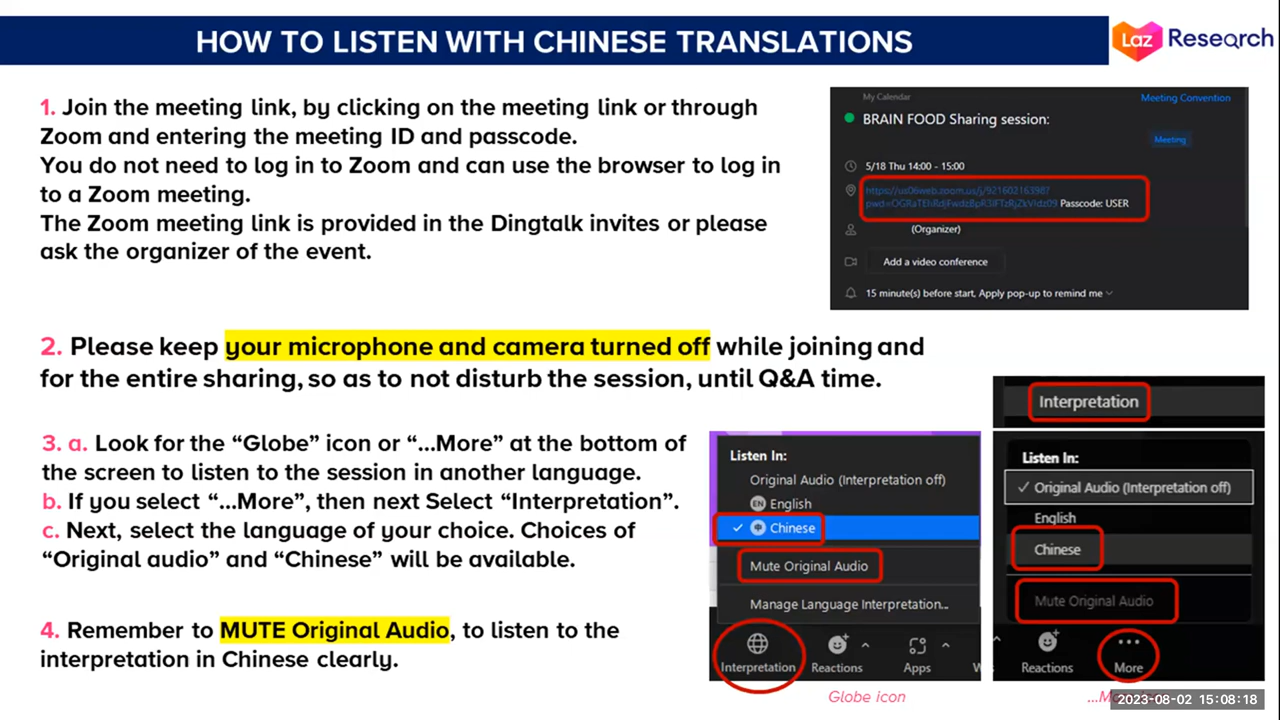 HOW TO LISTEN WITH CHINESE TRANSLATIONS
Laz Research
1. Join the meeting link, by clicking on the meeting link or through
Zoom and entering the meeting ID and passcode.
You do not need to log in to Zoom and can use the browser to log in
to a Zoom meeting.
The Zoom meeting link is provided in the Dingtalk invites or please
ask the organizer of the event.
My Calendar
Meeting Convention
BRAIN FOOD Sharing session:
Meeting
5/18 Thu 14:00 - 15:00
Passcode: USER
(Organizer)
Add a video conference
15 minute(s) before start, Apply pop-up to remind me
2. Please keep your microphone and camera turned off while joining and
for the entire sharing, so as to not disturb the session, until Q&A time.
3. a. Look for the “Globe” icon or “...More” at the bottom of
the screen to listen to the session in another language.
b. If you select “...More”, then next Select “Interpretation”.
c. Next, select the language of your choice. Choices of
“Original audio” and “Chinese” will be available.
4. Remember to MUTE Original Audio, to listen to the
interpretation in Chinese clearly.
Listen In:
Original Audio (Interpretation off)
EN English
中 Chinese
Mute Original Audio
Manage Language Interpretation...
Interpretation
Reactions
Apps
Globe icon
Interpretation
Listen In:
Original Audio (Interpretation off)
English
Chinese
Mute Original Audio
Reactions
More
2023-08-02 15:08:18